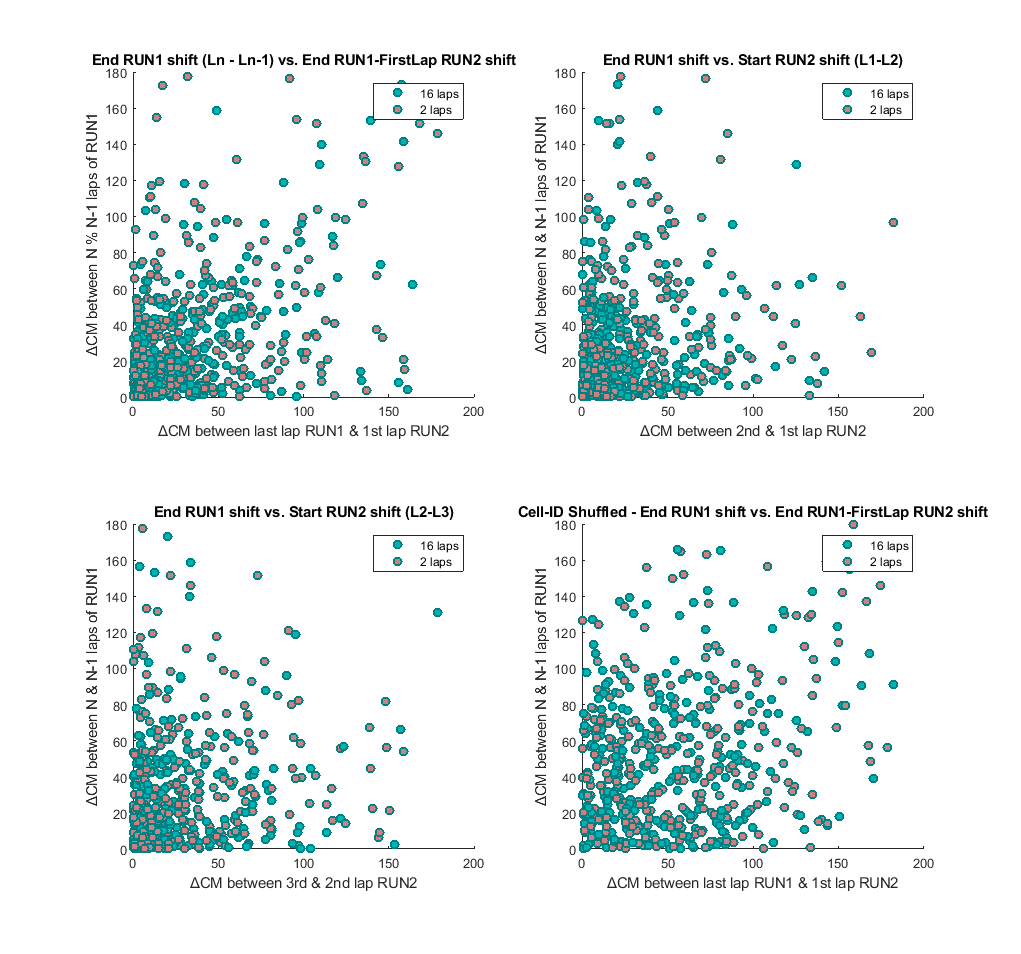 End RUN1 shift (Ln - Ln-1) vs. End RUN1-FirstLap RUN2 shift
180
160
140
120
100
80
60
40
20
0
0 50 100 150 200
ΔCM between N % N-1 laps of RUN1
ΔCM between last lap RUN1 & 1st lap RUN2
16 laps
2 laps
End RUN1 shift vs. Start RUN2 shift (L1-L2)
180
160
140
120
100
80
60
40
20
0
0 50 100 150 200
ΔCM between N & N-1 laps of RUN1
ΔCM between 2nd & 1st lap RUN2
16 laps
2 laps
End RUN1 shift vs. Start RUN2 shift (L2-L3)
180
160
140
120
100
80
60
40
20
0
0 50 100 150 200
ΔCM between N & N-1 laps of RUN1
ΔCM between 3rd & 2nd lap RUN2
16 laps
2 laps
Cell-ID Shuffled - End RUN1 shift vs. End RUN1-FirstLap RUN2 shift
180
160
140
120
100
80
60
40
20
0
0 50 100 150 200
ΔCM between N & N-1 laps of RUN1
ΔCM between last lap RUN1 & 1st lap RUN2
16 laps
2 laps